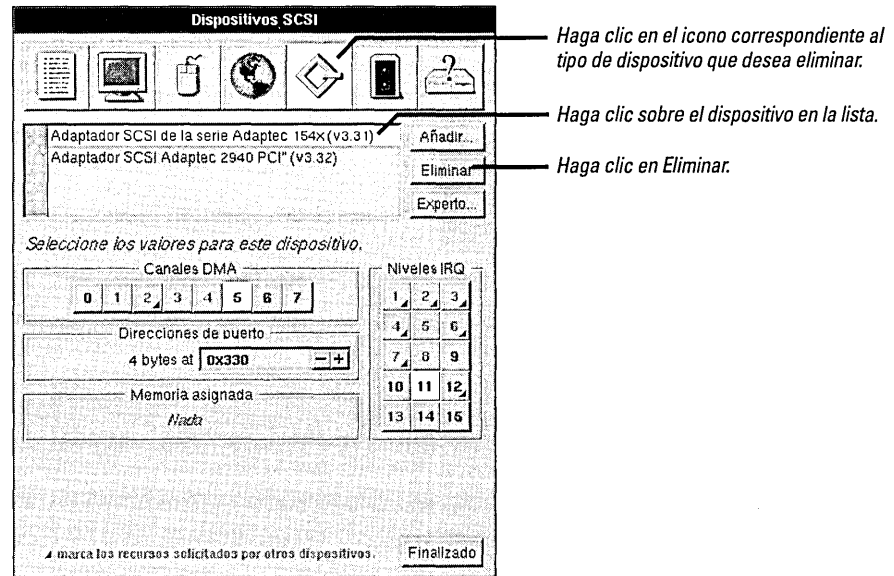 Dispositivos SCSI
Haga clic en el icono correspondiente al
tipo de dispositivo que desea eliminar.
?
Haga clic sobre el dispositivo en la lista.
Adaptador SCSI de la serie Adaptec 154x (v3.31)
Añadir...
Adaptador SCSI Adaptec 2940 PCI" (v3.32)
Eliminar
Haga clic en Eliminar.
Experto...
Seleccione los valores para este dispositivo.
Canales DMA
0 1 2 3 4 5 6 7
Direcciones de puerto
4 bytes at 0x330 - +
Memoria asignada
Nada
Niveles IRQ
1 2 3
4 5 6
7 8 9
10 11 12
13 14 15
marca los recursos solicitados por otros dispositivos.
Finalizado